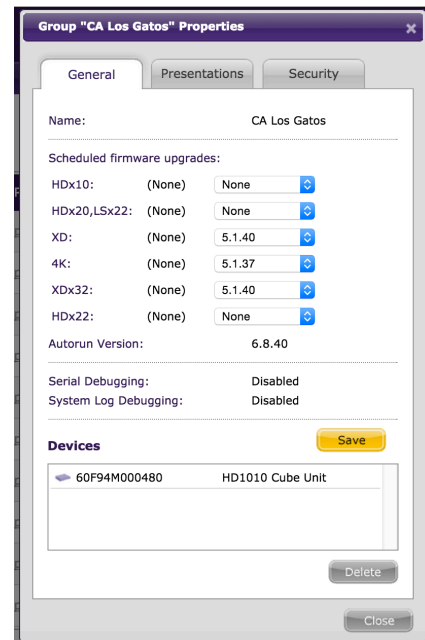 Group "CA Los Gatos" Properties
General Presentations Security
Name: CA Los Gatos
Scheduled firmware upgrades:
HDx10: (None) None
HDx20,LSx22: (None) None
XD: (None) 5.1.40
4K: (None) 5.1.37
XDx32: (None) 5.1.40
HDx22: (None) None
Autorun Version: 6.8.40
Serial Debugging: Disabled
System Log Debugging: Disabled
Devices Save
60F94M000480 HD1010 Cube Unit
Delete
Close